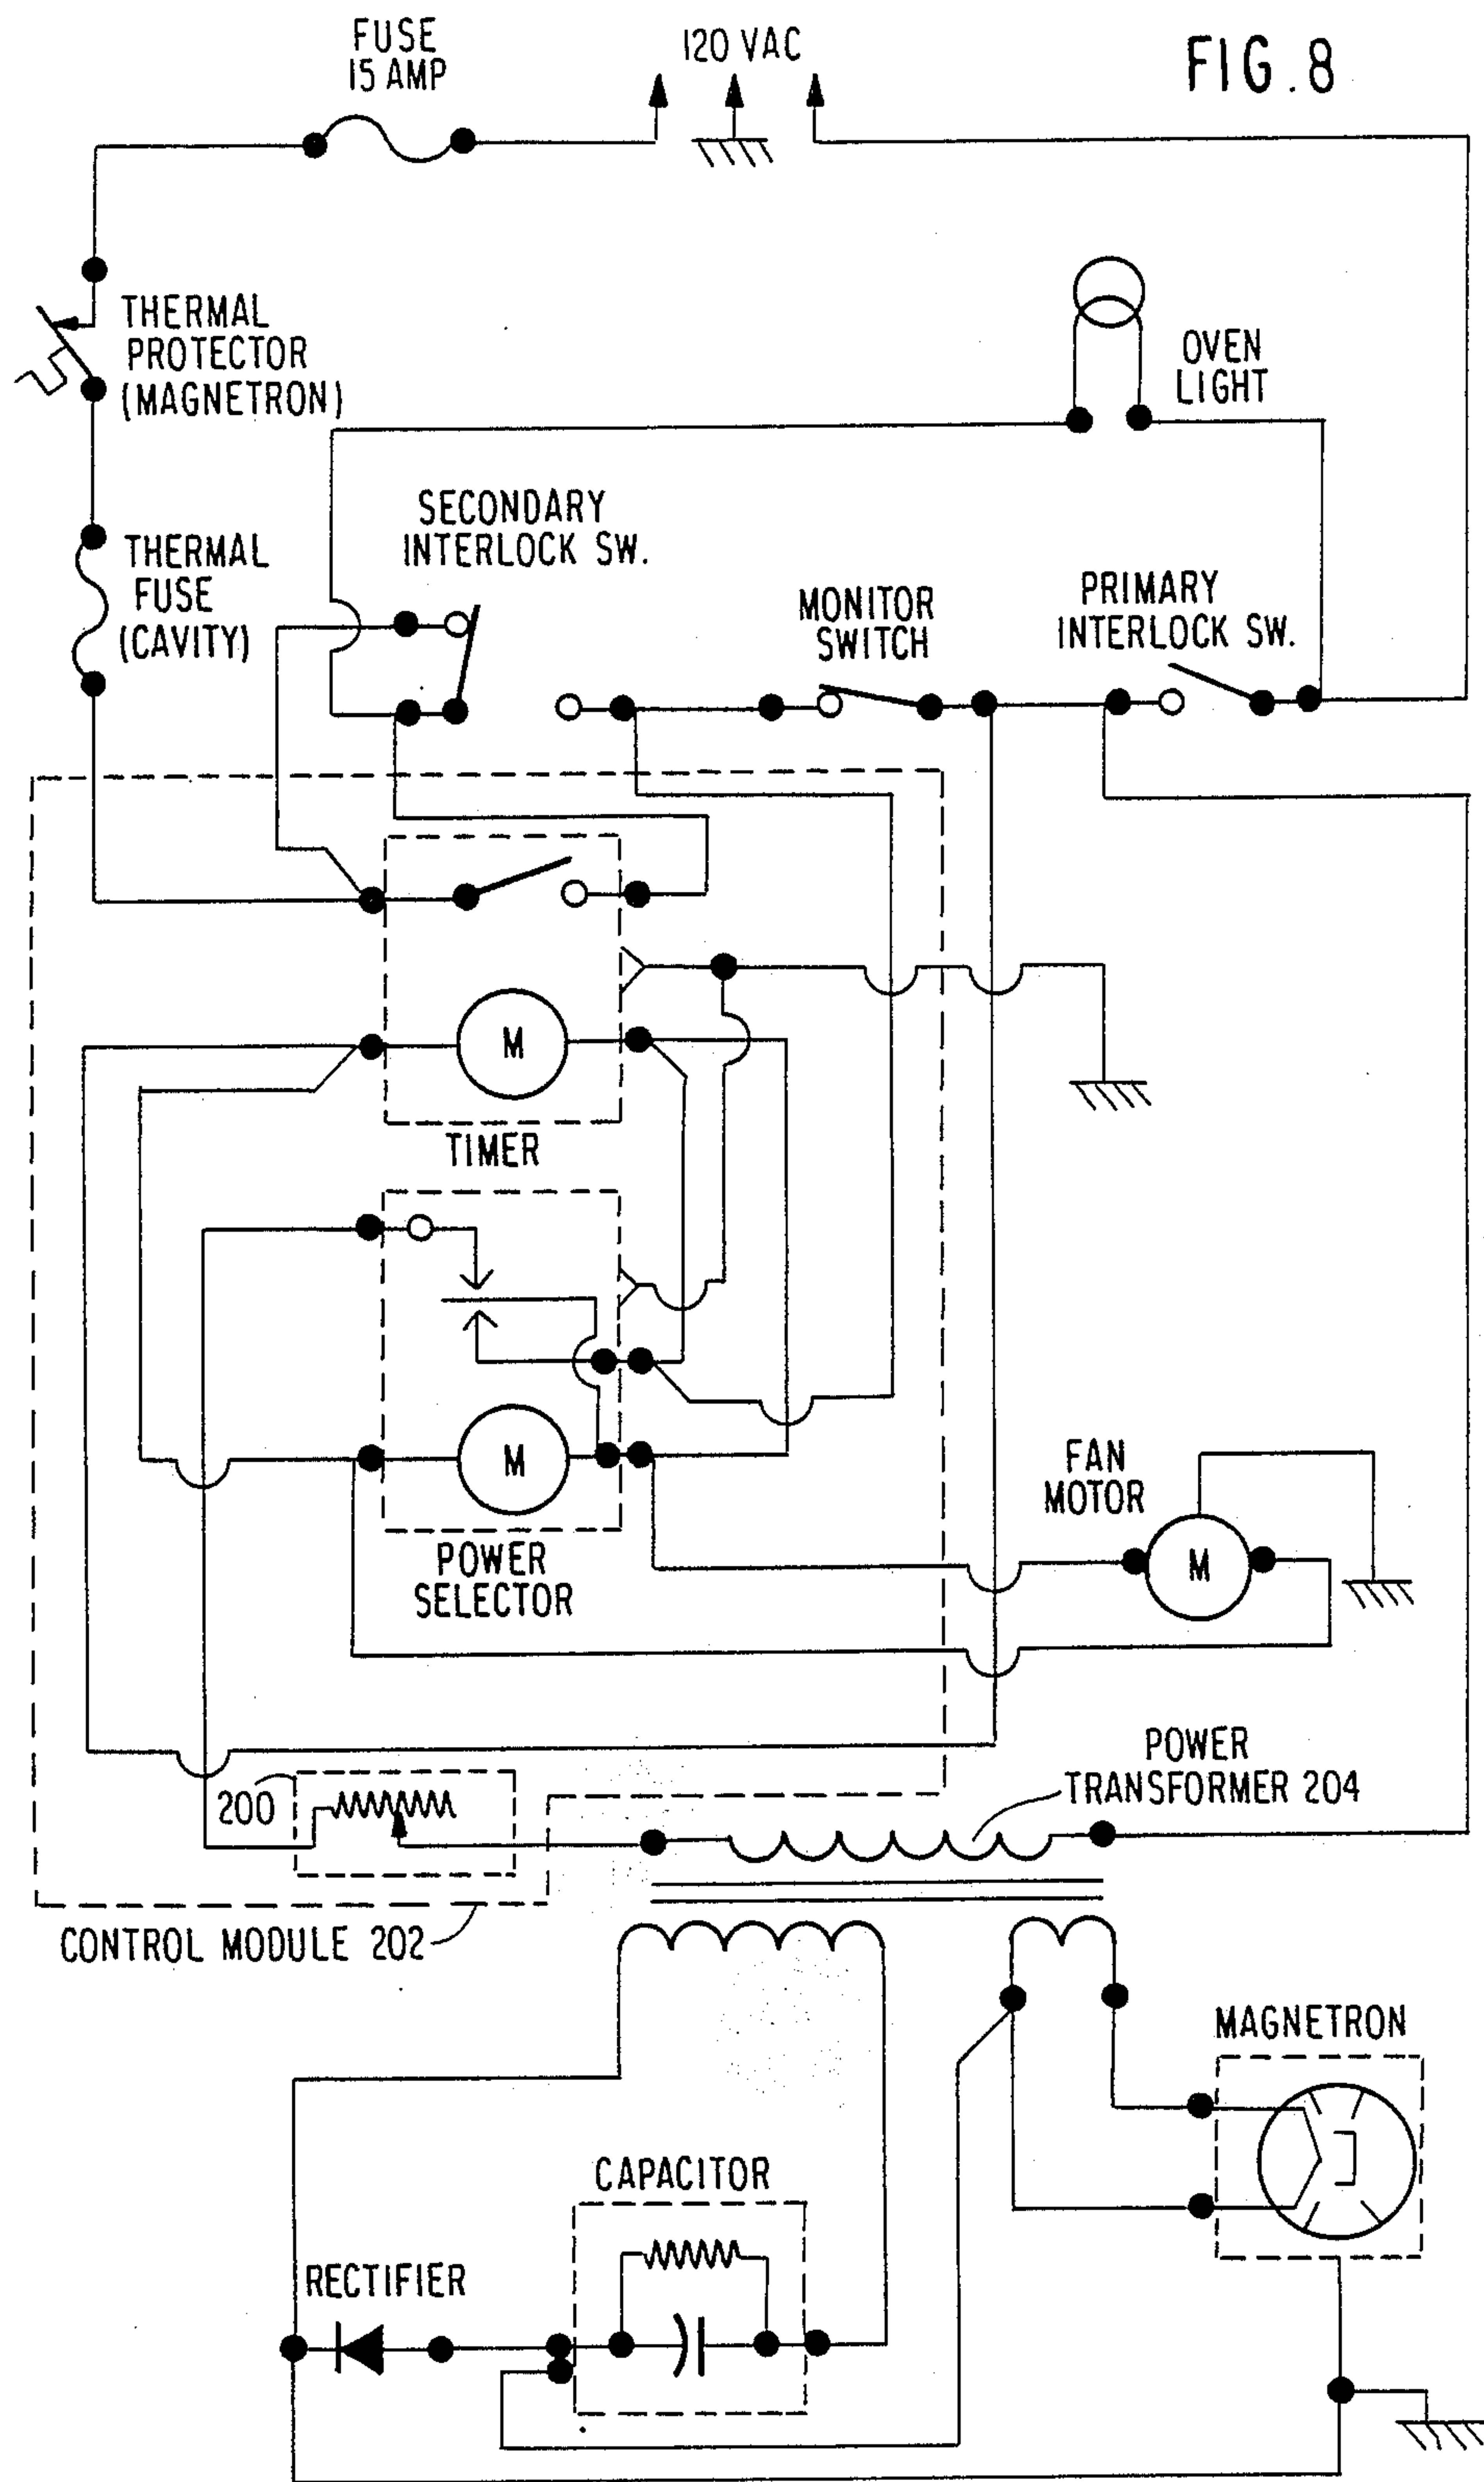 FUSE
15 AMP
120 VAC
FIG. 8
THERMAL
PROTECTOR
(MAGNETRON)
OVEN
LIGHT
SECONDARY
INTERLOCK SW.
THERMAL
FUSE
(CAVITY)
MONITOR
SWITCH
PRIMARY
INTERLOCK SW.
M
TIMER
M
POWER
SELECTOR
FAN
MOTOR
M
POWER
TRANSFORMER 204
200
CONTROL MODULE 202
MAGNETRON
CAPACITOR
RECTIFIER